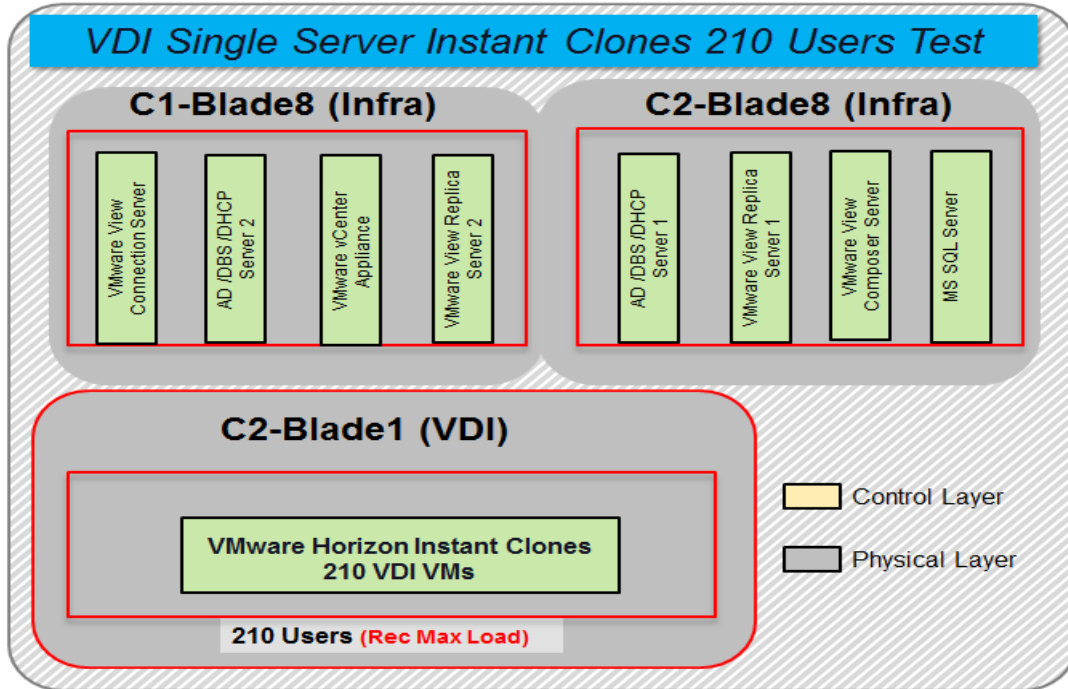 VDI Single Server Instant Clones 210 Users Test
C1-Blade8 (Infra)
VMware View
Connection Server
AD /DBS /DHCP
Server 2
VMware vCenter
Appliance
VMware View Replica
Server 2
C2-Blade8 (Infra)
AD /DBS /DHCP
Server 1
VMware View Replica
Server 1
VMware View
Composer Server
MS SQL Server
C2-Blade1 (VDI)
VMware Horizon Instant Clones
210 VDI VMs
210 Users (Rec Max Load)
Control Layer
Physical Layer